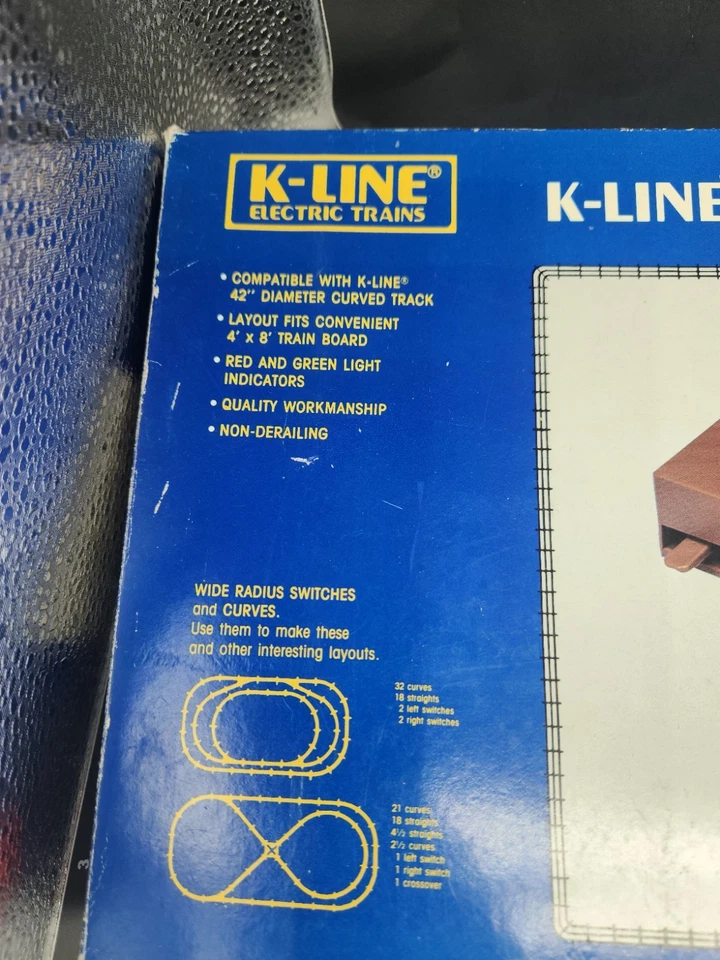 K-LINE®
ELECTRIC TRAINS
K-LINE
• COMPATIBLE WITH K-LINE®
42" DIAMETER CURVED TRACK
• LAYOUT FITS CONVENIENT
4' x 8' TRAIN BOARD
• RED AND GREEN LIGHT
INDICATORS
• QUALITY WORKMANSHIP
• NON-DERAILING
WIDE RADIUS SWITCHES
and CURVES.
Use them to make these
and other interesting layouts.
32 curves
18 straights
2 left switches
2 right switches
21 curves
18 straights
4½ straights
2½ curves
1 left switch
1 right switch
1 crossover
3